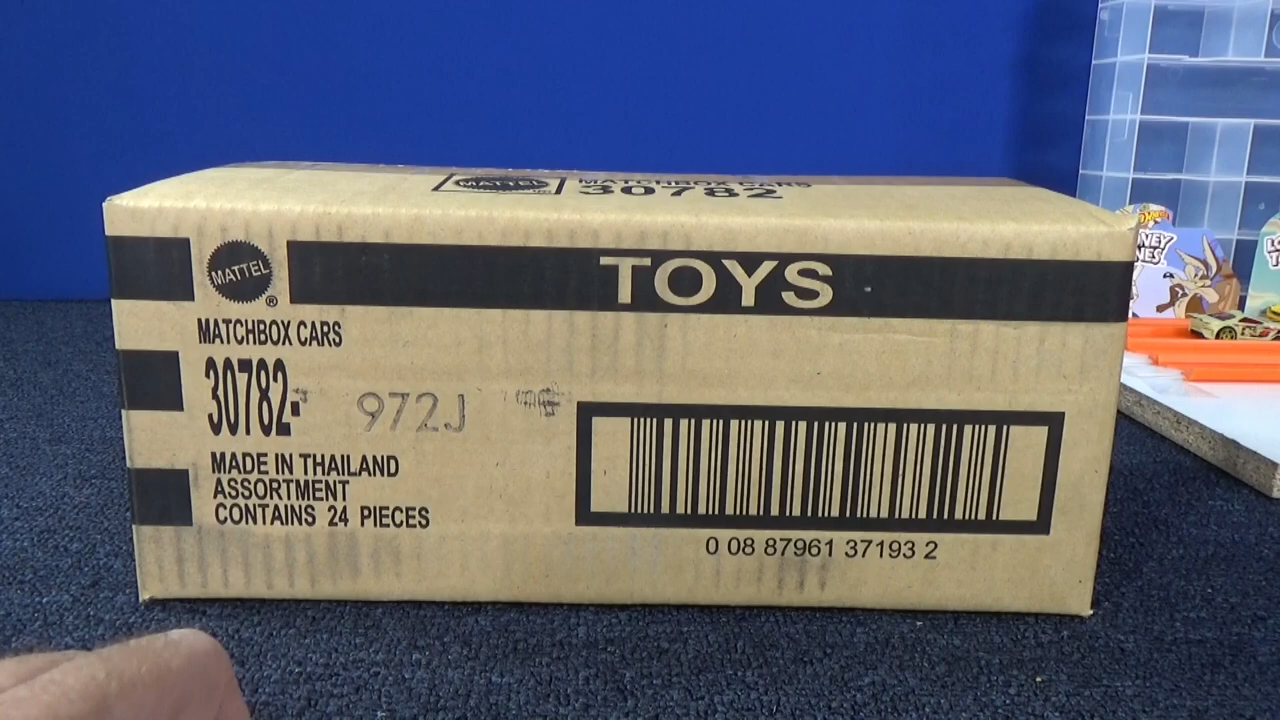 MATTEL
MATCHBOX CARS
30782
MATTEL
®
TOYS
MATCHBOX CARS
30782-
972J
MADE IN THAILAND
ASSORTMENT
CONTAINS 24 PIECES
0 08 87961 37193 2